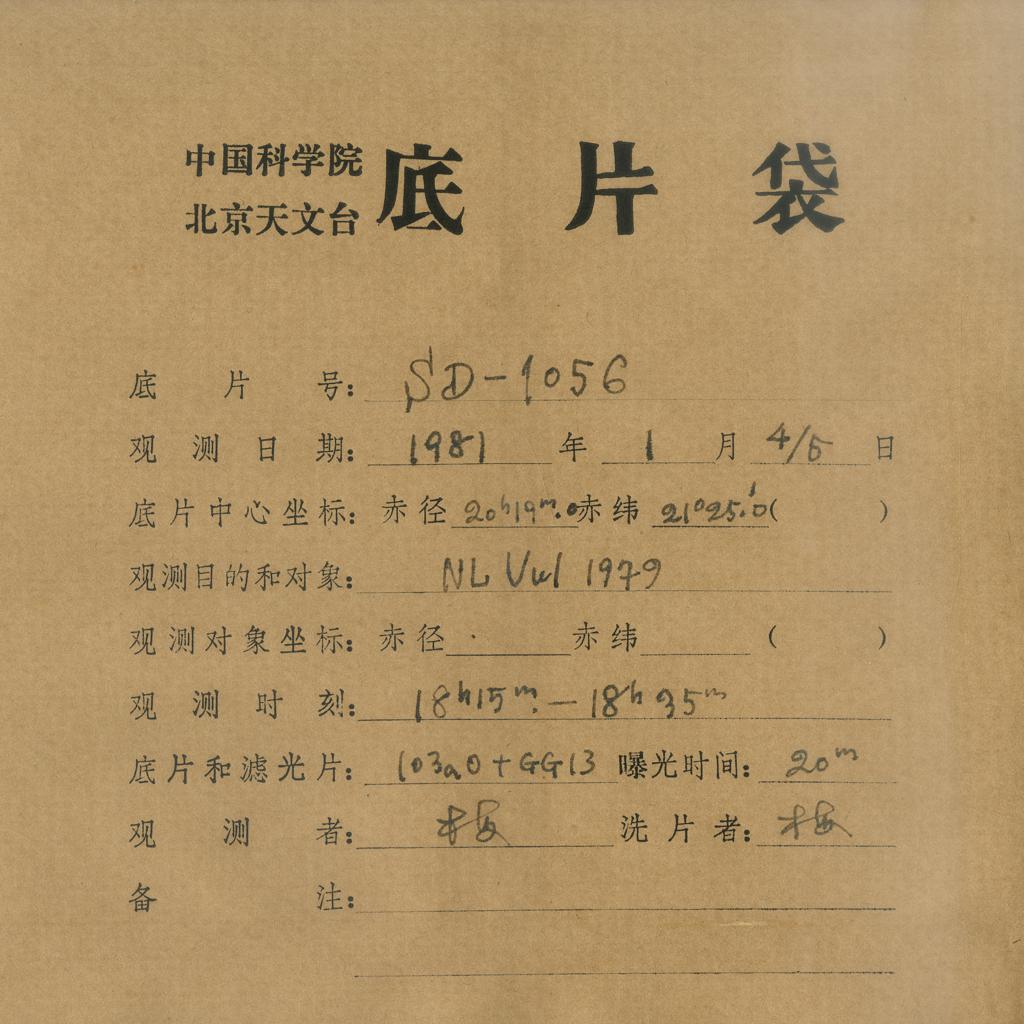 中国科学院
北京天文台 底片袋
底片号: SD-1056
观测日期: 1981 年 1 月 4/5 日
底片中心坐标: 赤径 20h19m.0 赤纬 21°25.'0 ( )
观测目的和对象: NL Vul 1979
观测对象坐标: 赤径 赤纬 ( )
观测时刻: 18h15m. — 18h35m
底片和滤光片: 103aO + GG13 曝光时间: 20m
观测者: 梅 洗片者: 梅
备注: